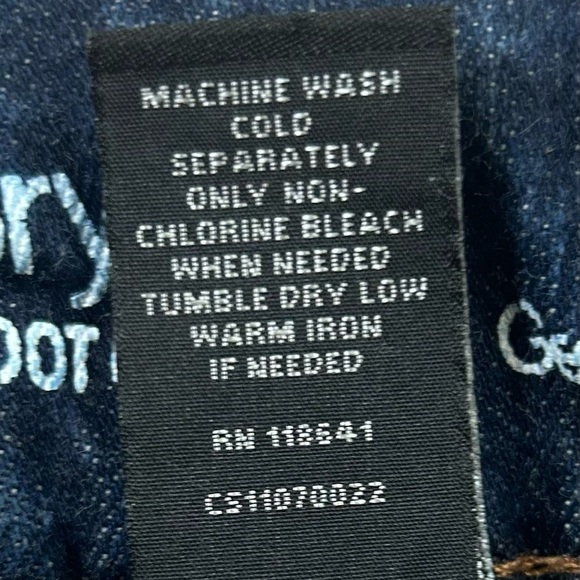 MACHINE WASH
COLD
SEPARATELY
ONLY NON-
CHLORINE BLEACH
WHEN NEEDED
TUMBLE DRY LOW
WARM IRON
IF NEEDED
RN 118641
CS11070022